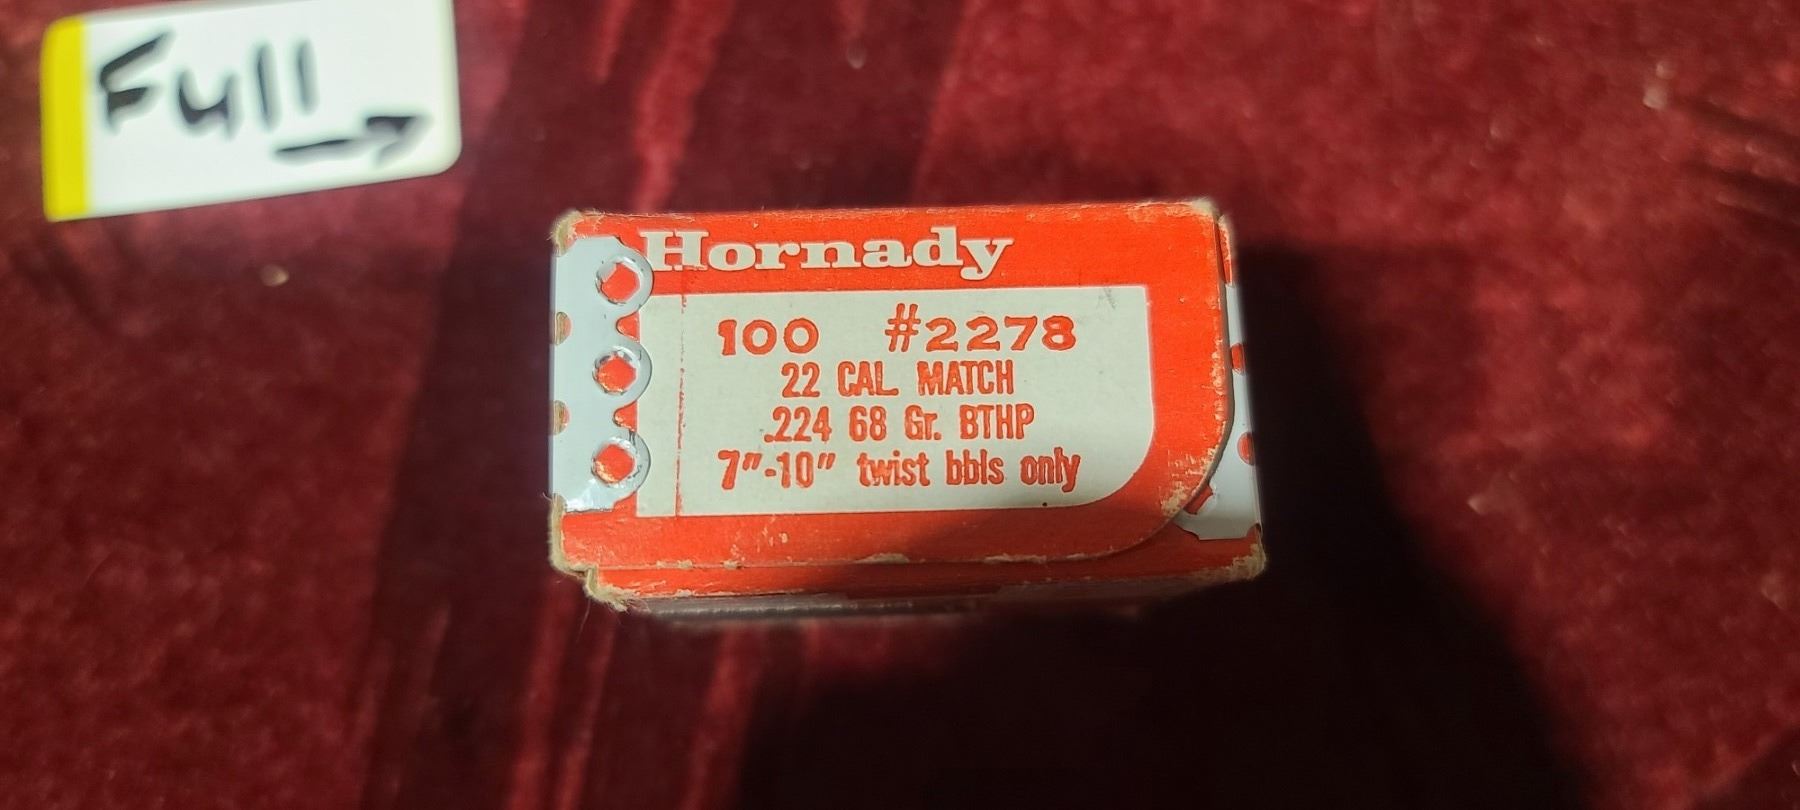 Full
Hornady
100 #2278
22 CAL. MATCH
.224 68 Gr. BTHP
7"-10" twist bbls only